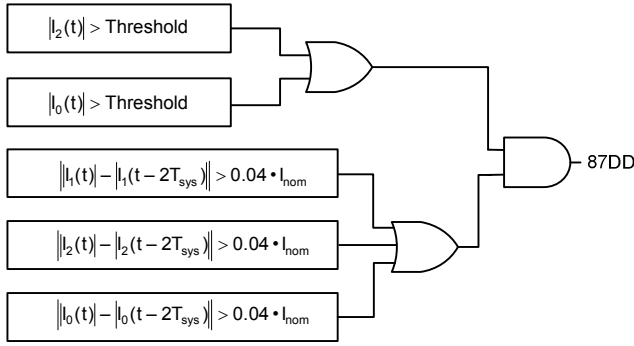 |I₂(t)| > Threshold
|I₀(t)| > Threshold
||I₁(t)| − |I₁(t − 2Tsys)|| > 0.04 • Inom
||I₂(t)| − |I₂(t − 2Tsys)|| > 0.04 • Inom
||I₀(t)| − |I₀(t − 2Tsys)|| > 0.04 • Inom
87DD